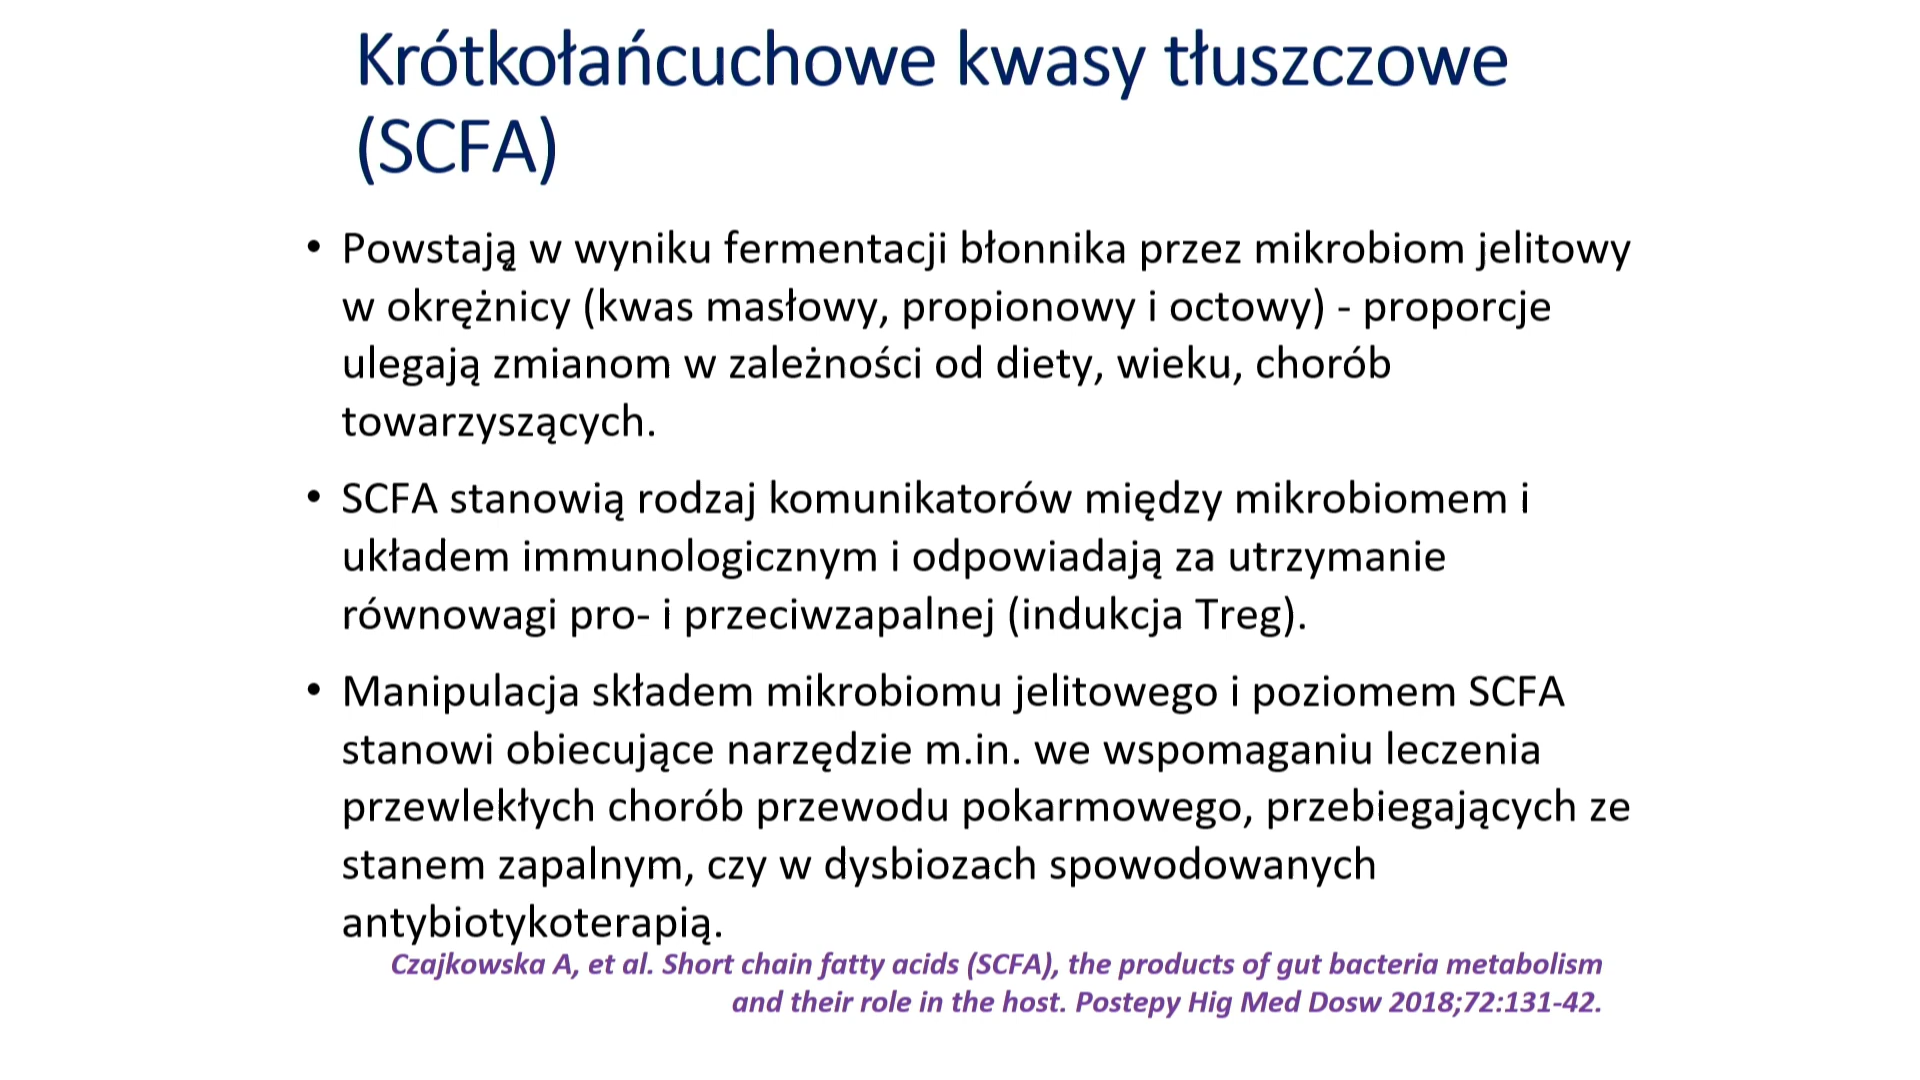 Krótkołańcuchowe kwasy tłuszczowe
(SCFA)
• Powstają w wyniku fermentacji błonnika przez mikrobiom jelitowy
w okrężnicy (kwas masłowy, propionowy i octowy) - proporcje
ulegają zmianom w zależności od diety, wieku, chorób
towarzyszących.
• SCFA stanowią rodzaj komunikatorów między mikrobiomem i
układem immunologicznym i odpowiadają za utrzymanie
równowagi pro- i przeciwzapalnej (indukcja Treg).
• Manipulacja składem mikrobiomu jelitowego i poziomem SCFA
stanowi obiecujące narzędzie m.in. we wspomaganiu leczenia
przewlekłych chorób przewodu pokarmowego, przebiegających ze
stanem zapalnym, czy w dysbiozach spowodowanych
antybiotykoterapią.
Czajkowska A, et al. Short chain fatty acids (SCFA), the products of gut bacteria metabolism
and their role in the host. Postepy Hig Med Dosw 2018;72:131-42.